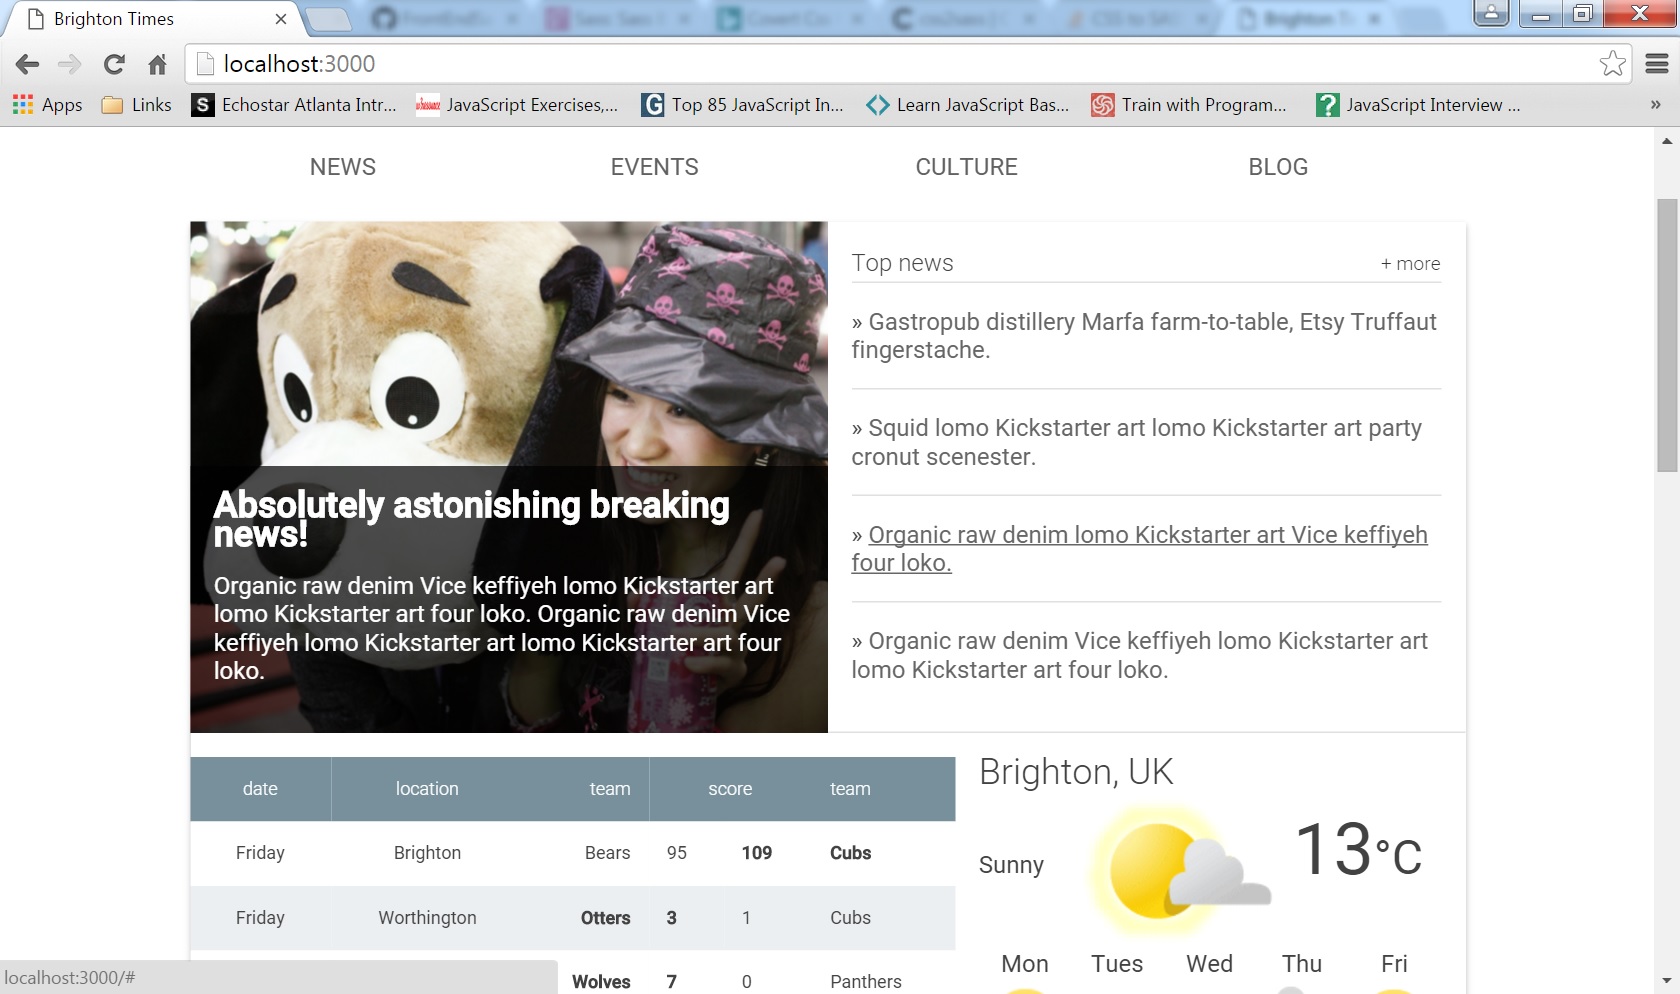 Brighton Times
localhost:3000
Apps
Links
Echostar Atlanta Intr...
JavaScript Exercises,...
Top 85 JavaScript In...
Learn JavaScript Bas...
Train with Program...
JavaScript Interview ...
»
NEWS EVENTS CULTURE BLOG
Absolutely astonishing breaking
news!
Organic raw denim Vice keffiyeh lomo Kickstarter art
lomo Kickstarter art four loko. Organic raw denim Vice
keffiyeh lomo Kickstarter art lomo Kickstarter art four
loko.
Top news + more
» Gastropub distillery Marfa farm-to-table, Etsy Truffaut
fingerstache.
» Squid lomo Kickstarter art lomo Kickstarter art party
cronut scenester.
» Organic raw denim lomo Kickstarter art Vice keffiyeh
four loko.
» Organic raw denim Vice keffiyeh lomo Kickstarter art
lomo Kickstarter art four loko.
date location team score team
Friday Brighton Bears 95 109 Cubs
Friday Worthington Otters 3 1 Cubs
Wolves 7 0 Panthers
Brighton, UK
Sunny 13°C
Mon Tues Wed Thu Fri
localhost:3000/#